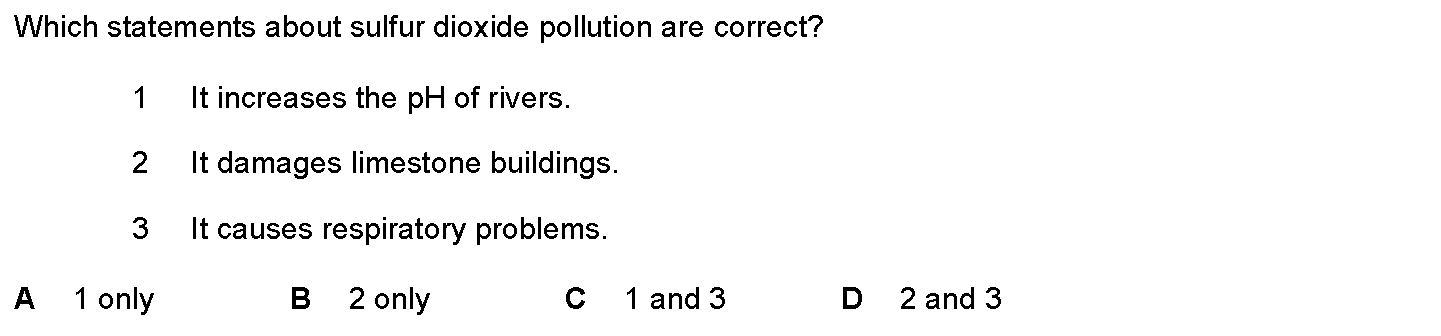 Which statements about sulfur dioxide pollution are correct?
1 It increases the pH of rivers.
2 It damages limestone buildings.
3 It causes respiratory problems.
A 1 only B 2 only C 1 and 3 D 2 and 3